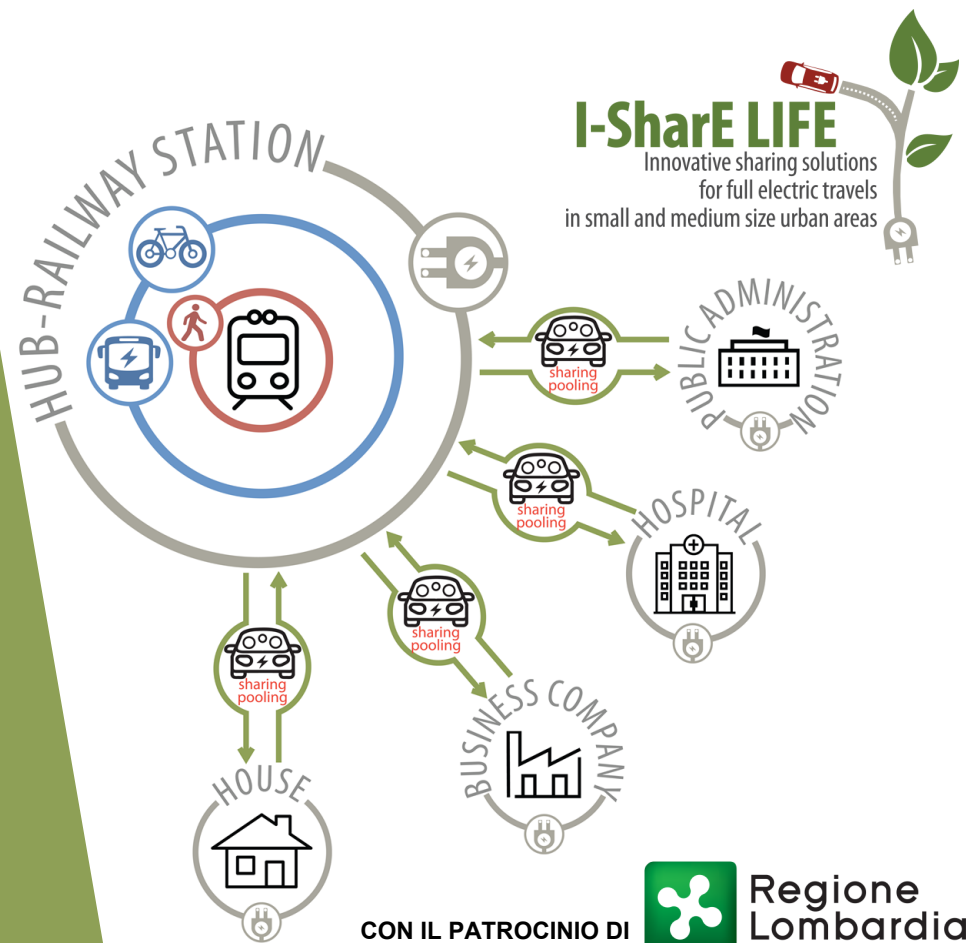 I-SharE LIFE
Innovative sharing solutions
for full electric travels
in small and medium size urban areas
HUB-RAILWAY STATION
sharing
pooling
PUBLIC ADMINISTRATION
sharing
pooling
HOSPITAL
sharing
pooling
BUSINESS COMPANY
sharing
pooling
HOUSE
CON IL PATROCINIO DI
Regione
Lombardia